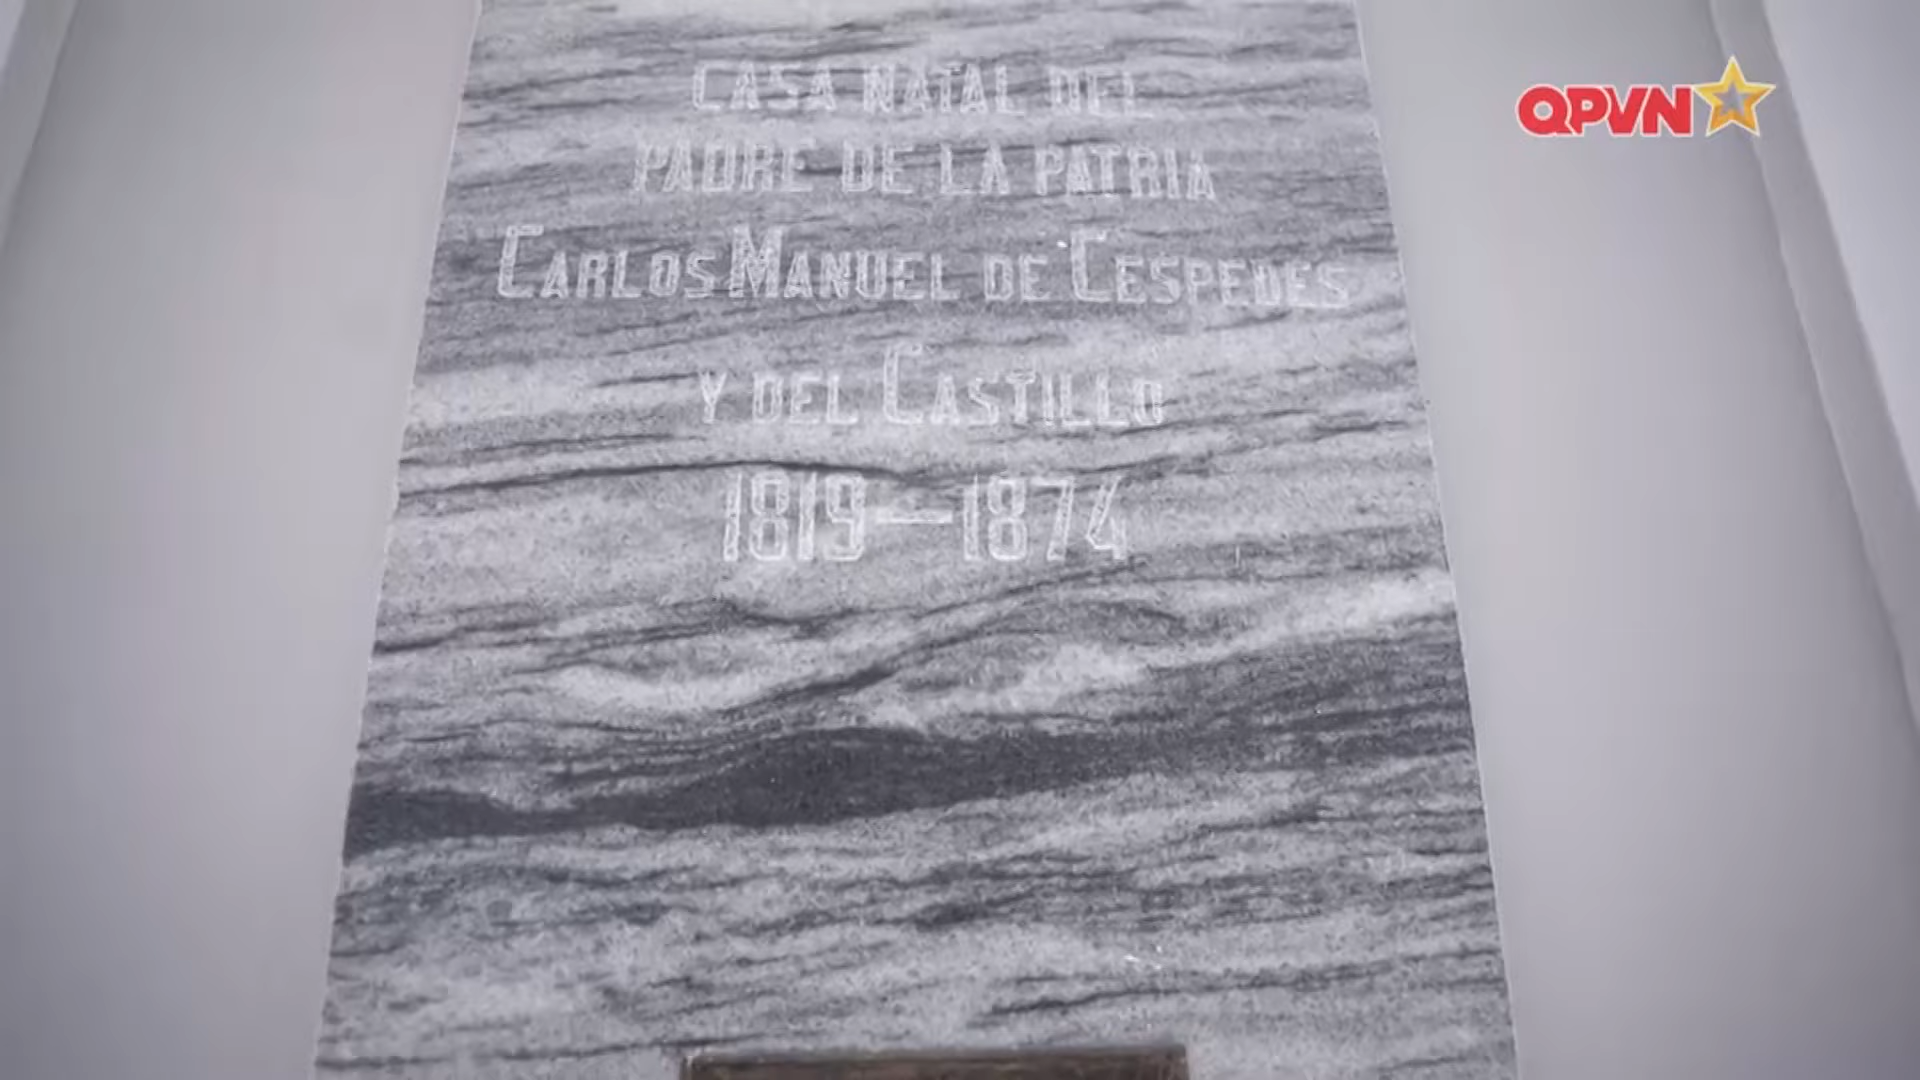 QPVN
CASA NATAL DEL
PADRE DE LA PATRIA
CARLOS MANUEL DE CESPEDES
Y DEL CASTILLO
1819—1874